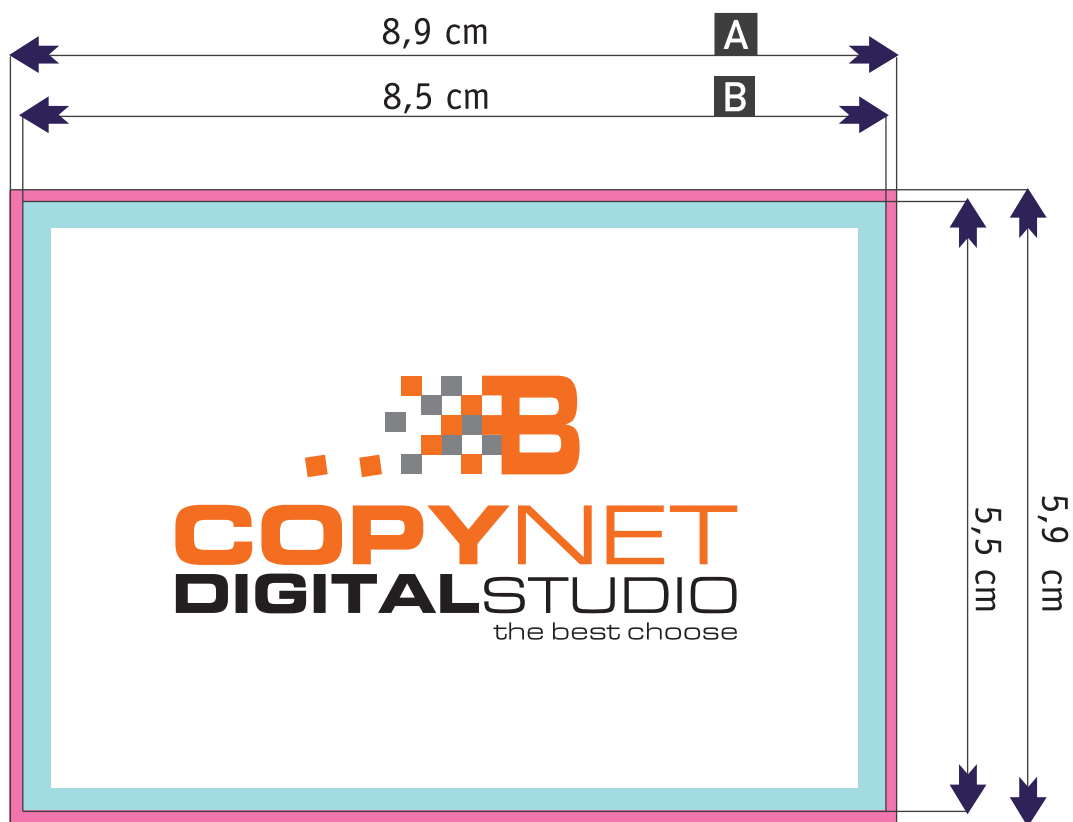 8,9 cm A
8,5 cm B
5,5 cm
5,9 cm
B
COPYNET
DIGITALSTUDIO
the best choose